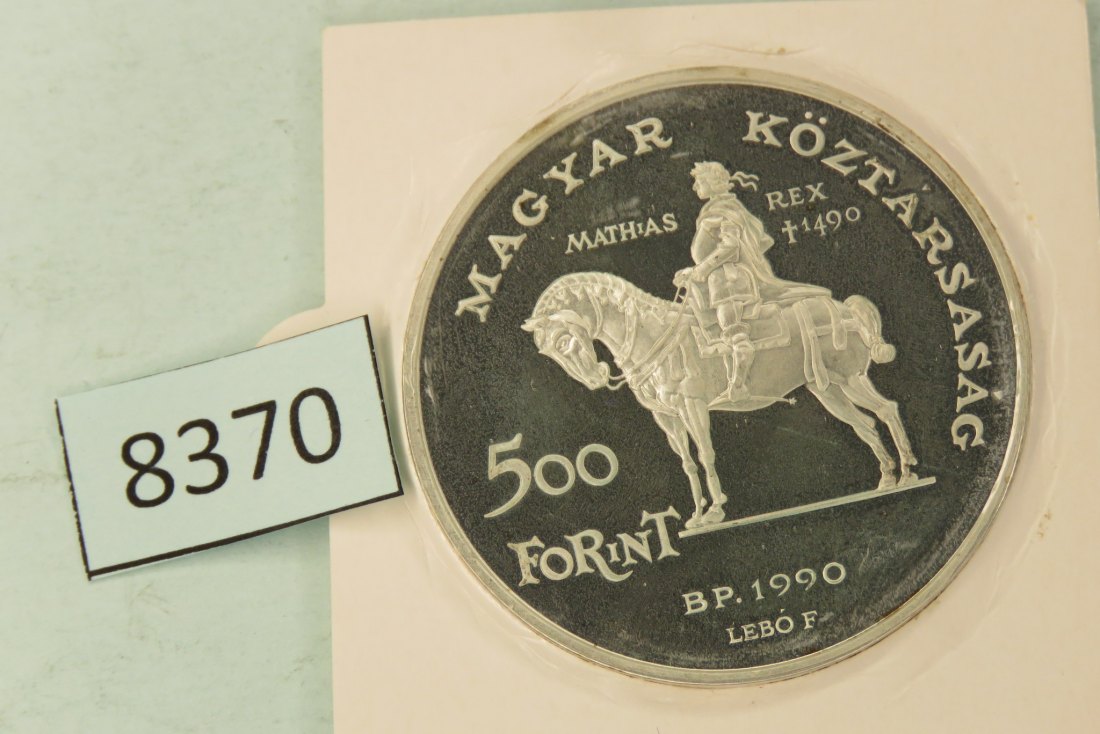 MAGYAR KÖZTÁRSASÁG
MATHIAS REX
†1490
500
FORINT
BP. 1990
LEBÓ F
8370